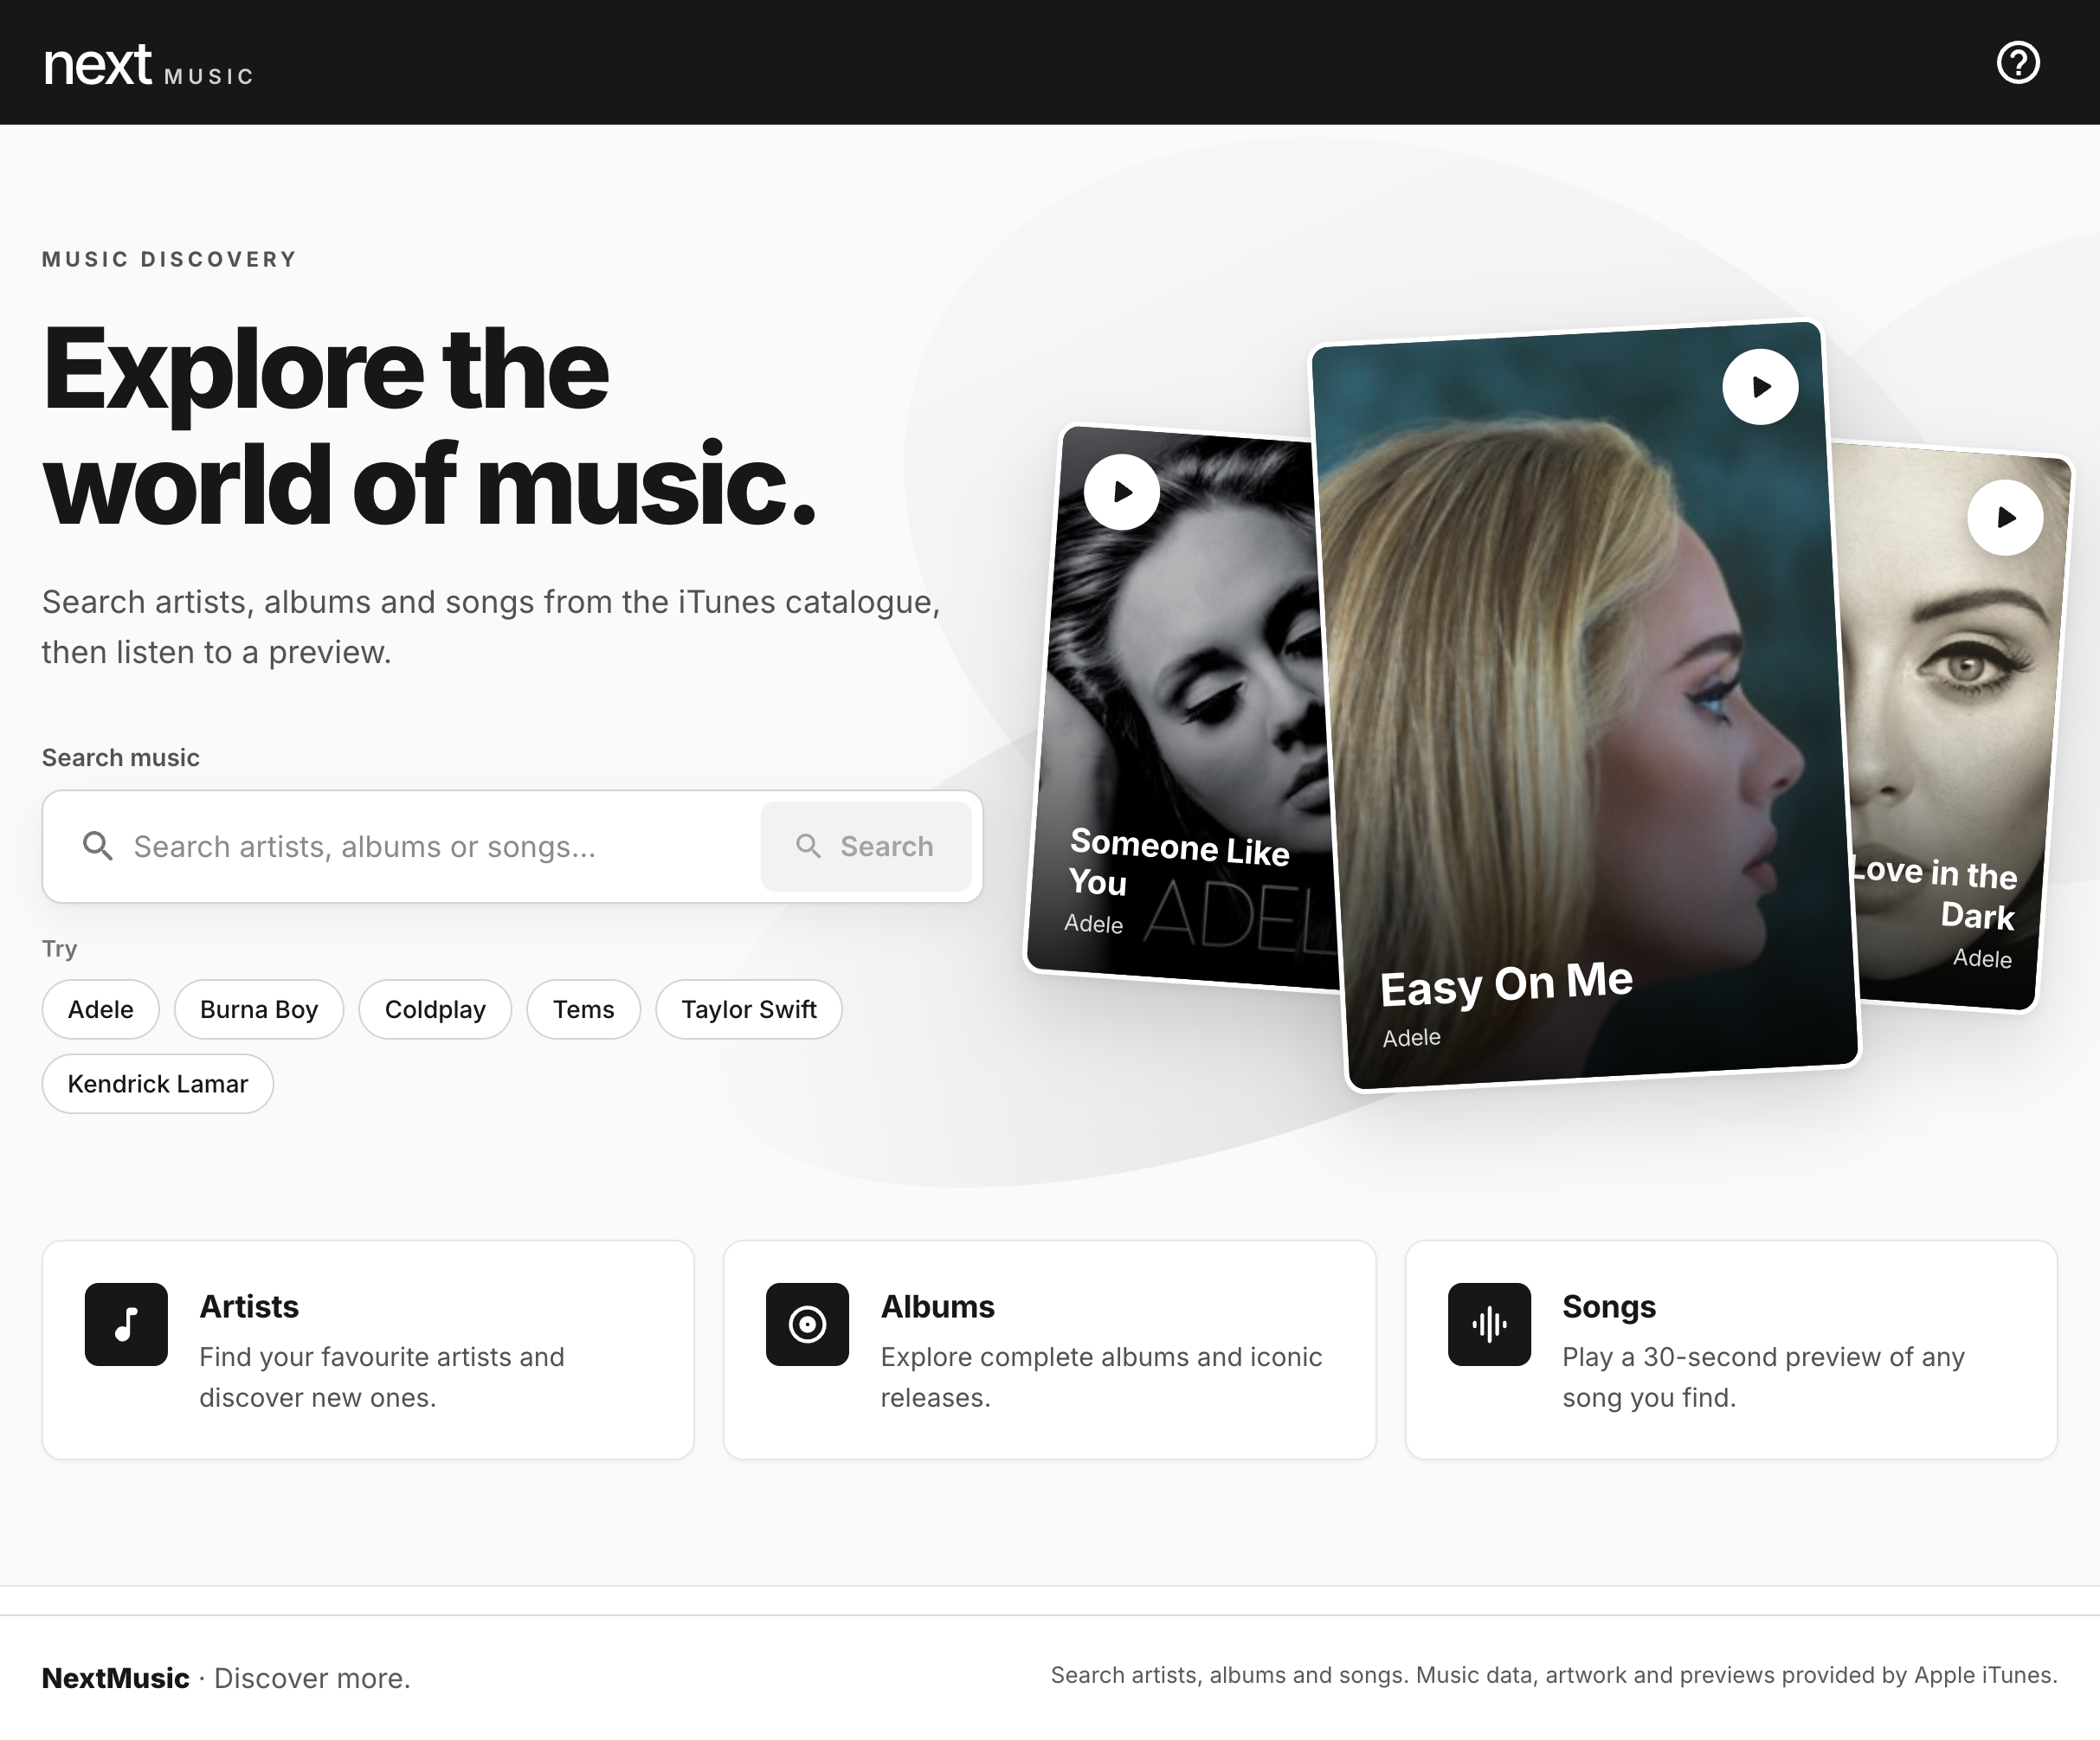 next MUSIC
MUSIC DISCOVERY
Explore the
world of music.
Search artists, albums and songs from the iTunes catalogue,
then listen to a preview.
Search music
Search artists, albums or songs...
Search
Try
Adele
Burna Boy
Coldplay
Tems
Taylor Swift
Kendrick Lamar
Someone Like
You
Adele
ADEL
Easy On Me
Adele
Love in the
Dark
Adele
Artists
Find your favourite artists and
discover new ones.
Albums
Explore complete albums and iconic
releases.
Songs
Play a 30-second preview of any
song you find.
NextMusic · Discover more.
Search artists, albums and songs. Music data, artwork and previews provided by Apple iTunes.